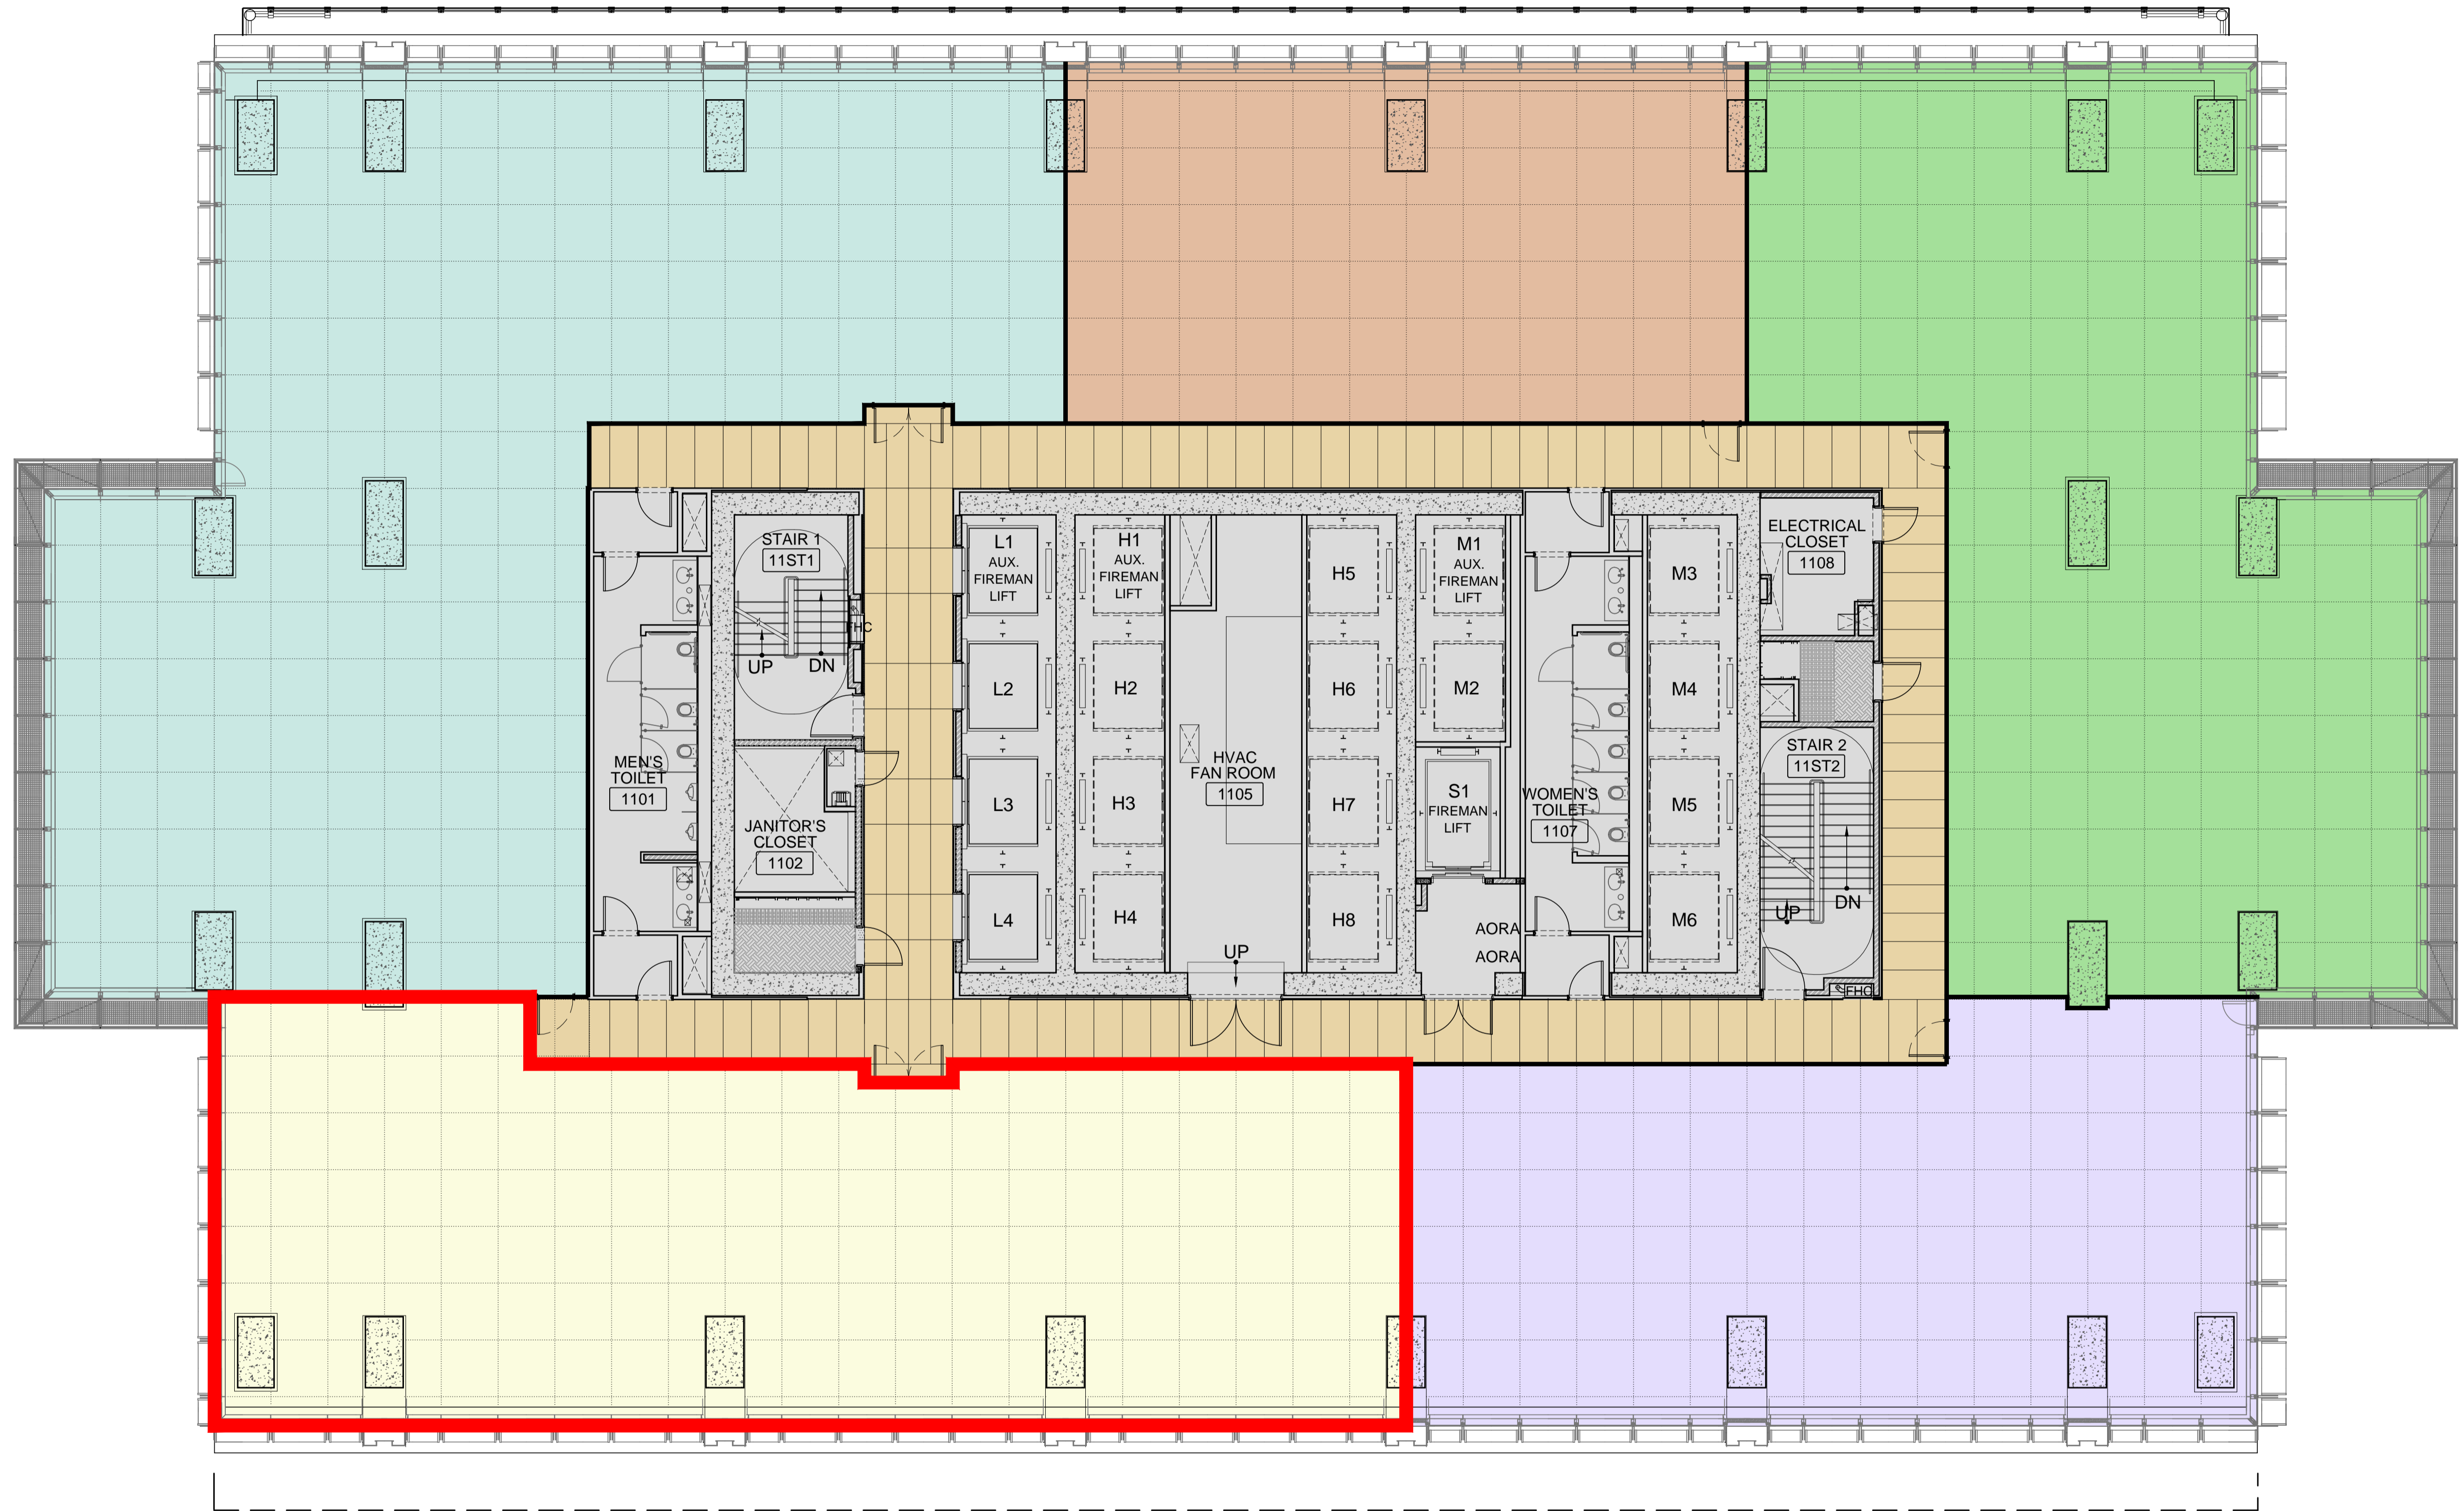 STAIR 1
11ST1
UP
DN
FHC
MEN'S
TOILET
1101
JANITOR'S
CLOSET
1102
L1
AUX.
FIREMAN
LIFT
L2
L3
L4
H1
AUX.
FIREMAN
LIFT
H2
H3
H4
HVAC
FAN ROOM
1105
UP
H5
H6
H7
H8
M1
AUX.
FIREMAN
LIFT
M2
S1
FIREMAN
LIFT
AORA
AORA
WOMEN'S
TOILET
1107
M3
M4
M5
M6
ELECTRICAL
CLOSET
1108
STAIR 2
11ST2
UP
DN
FHC